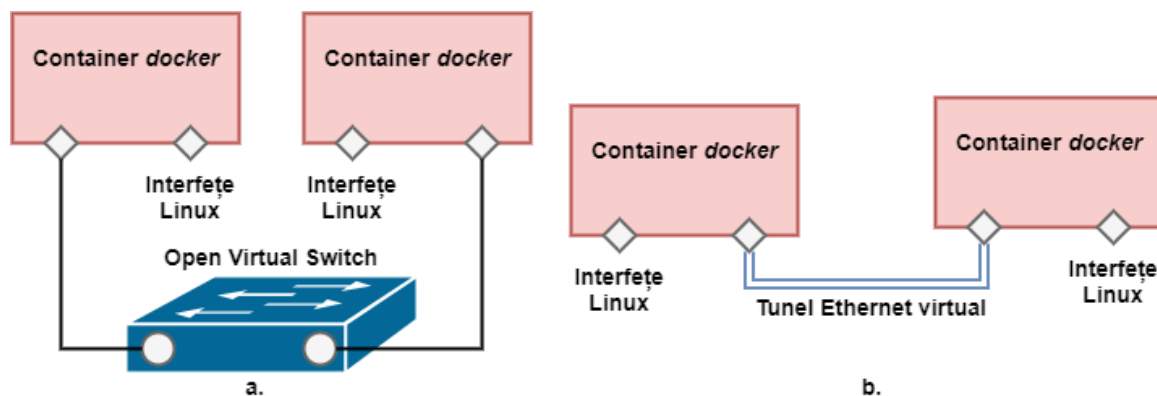 Container docker
Container docker
Interfețe
Linux
Interfețe
Linux
Open Virtual Switch
a.
Container docker
Container docker
Interfețe
Linux
Interfețe
Linux
Tunel Ethernet virtual
b.